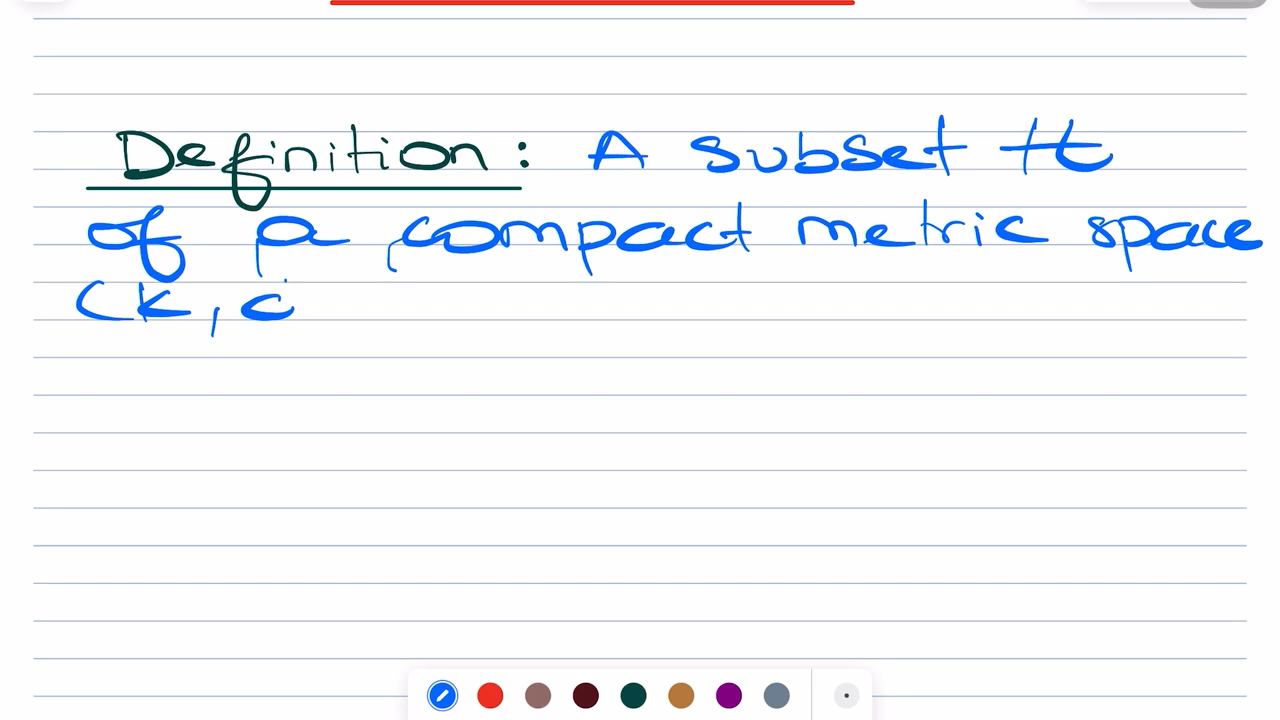 Definition: A subset H
of a compact metric space
(K, d